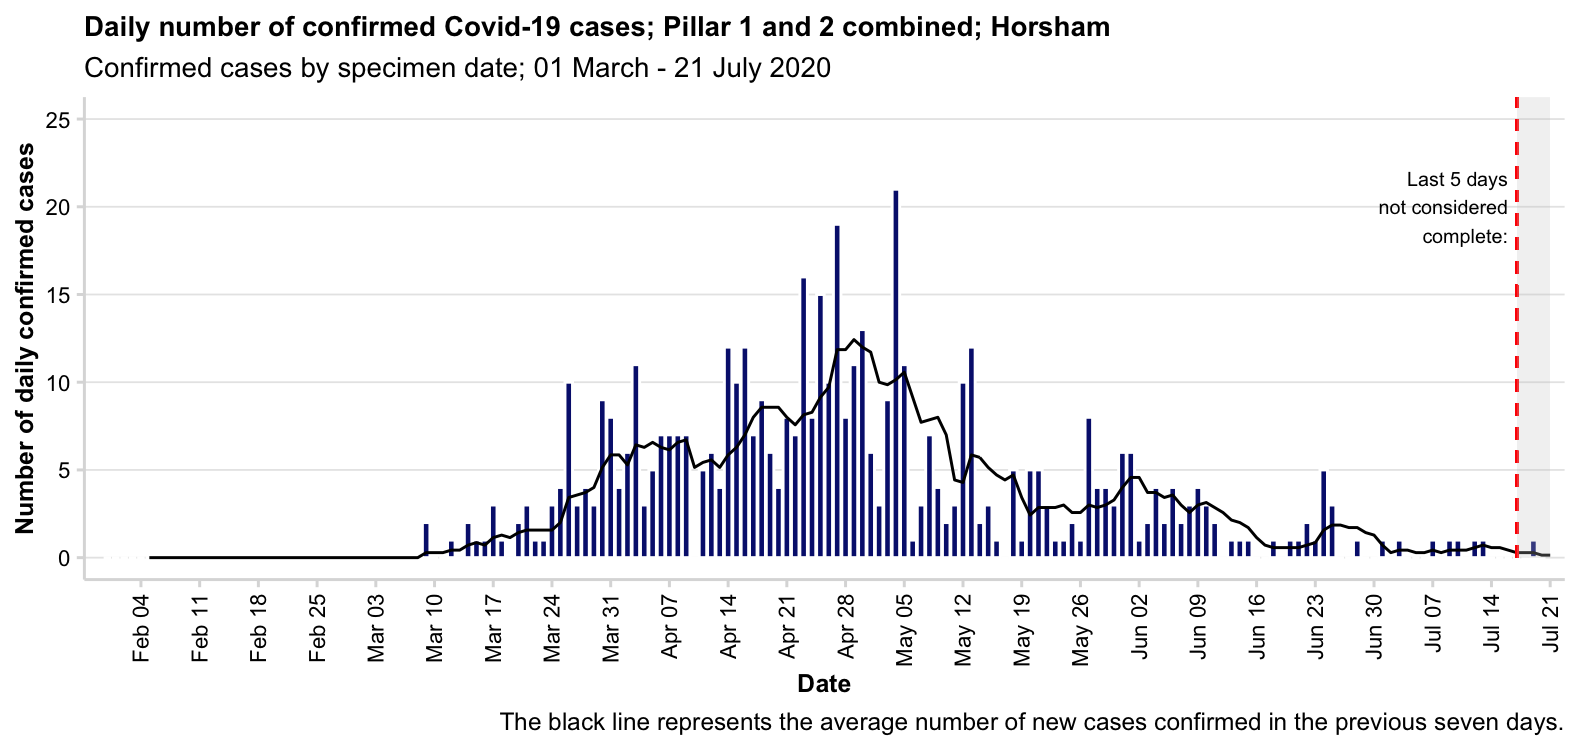 Daily number of confirmed Covid-19 cases; Pillar 1 and 2 combined; Horsham
Confirmed cases by specimen date; 01 March - 21 July 2020
Number of daily confirmed cases
25
20
15
10
5
0
Last 5 days
not considered
complete:
Feb 04
Feb 11
Feb 18
Feb 25
Mar 03
Mar 10
Mar 17
Mar 24
Mar 31
Apr 07
Apr 14
Apr 21
Apr 28
May 05
May 12
May 19
May 26
Jun 02
Jun 09
Jun 16
Jun 23
Jun 30
Jul 07
Jul 14
Jul 21
Date
The black line represents the average number of new cases confirmed in the previous seven days.